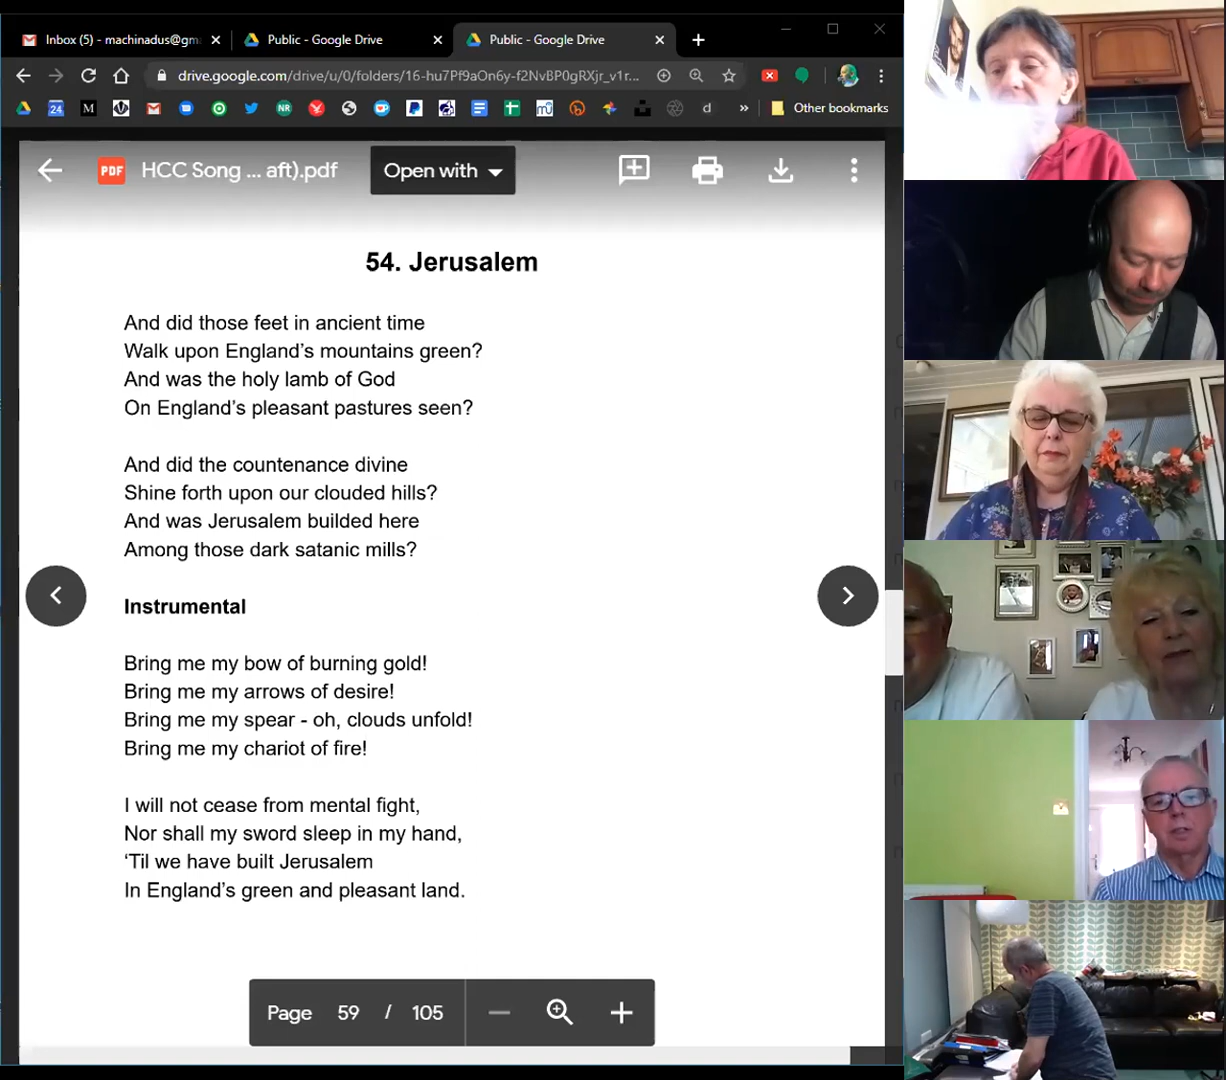 Inbox (5) - machinadus@gm
Public - Google Drive
Public - Google Drive
drive.google.com/drive/u/0/folders/16-hu7Pf9aOn6y-f2NvBP0gRXjr_v1r...
24
M
NR
d
»
Other bookmarks
PDF
HCC Song ... aft).pdf
Open with
54. Jerusalem
And did those feet in ancient time
Walk upon England’s mountains green?
And was the holy lamb of God
On England’s pleasant pastures seen?
And did the countenance divine
Shine forth upon our clouded hills?
And was Jerusalem builded here
Among those dark satanic mills?
Instrumental
Bring me my bow of burning gold!
Bring me my arrows of desire!
Bring me my spear - oh, clouds unfold!
Bring me my chariot of fire!
I will not cease from mental fight,
Nor shall my sword sleep in my hand,
‘Til we have built Jerusalem
In England’s green and pleasant land.
Page 59 / 105